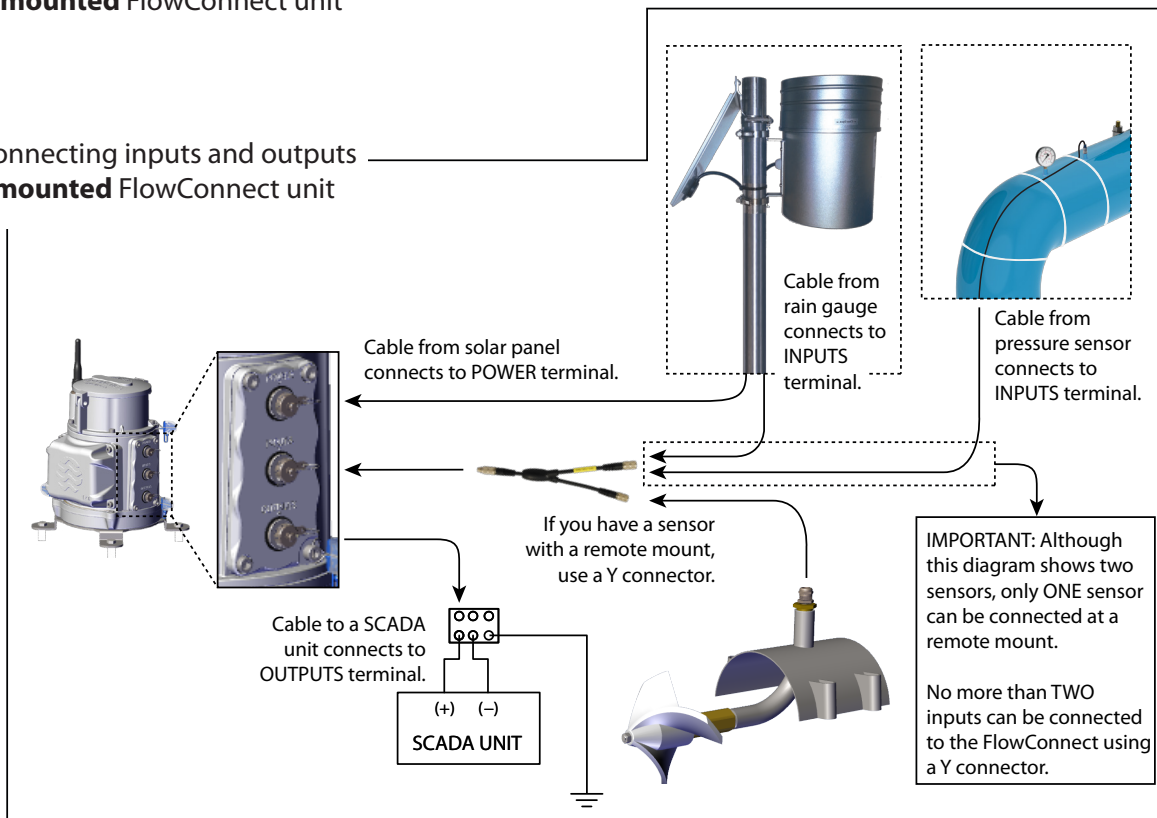 mounted FlowConnect unit
onnecting inputs and outputs
mounted FlowConnect unit
Cable from
rain gauge
connects to
INPUTS
terminal.
Cable from
pressure sensor
connects to
INPUTS terminal.
Cable from solar panel
connects to POWER terminal.
POWER
INPUTS
OUTPUTS
If you have a sensor
with a remote mount,
use a Y connector.
Cable to a SCADA
unit connects to
OUTPUTS terminal.
(+) (−)
SCADA UNIT
IMPORTANT: Although
this diagram shows two
sensors, only ONE sensor
can be connected at a
remote mount.
No more than TWO
inputs can be connected
to the FlowConnect using
a Y connector.